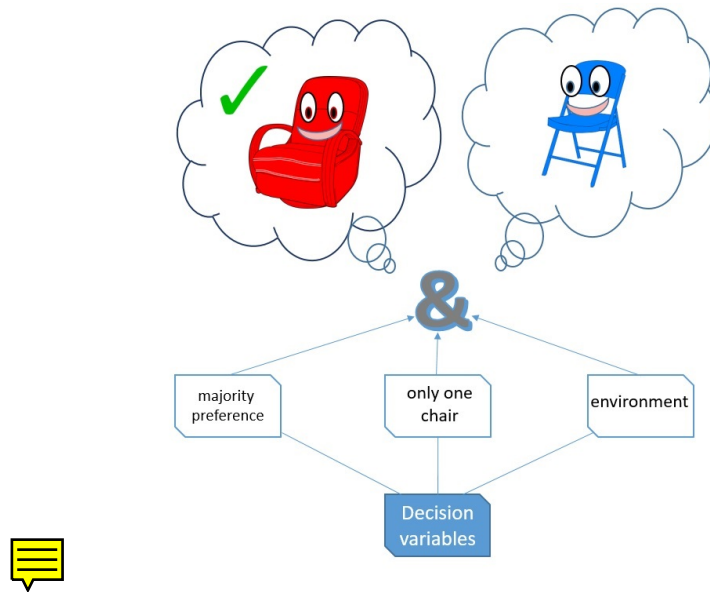 &
majority
preference
only one
chair
environment
Decision
variables